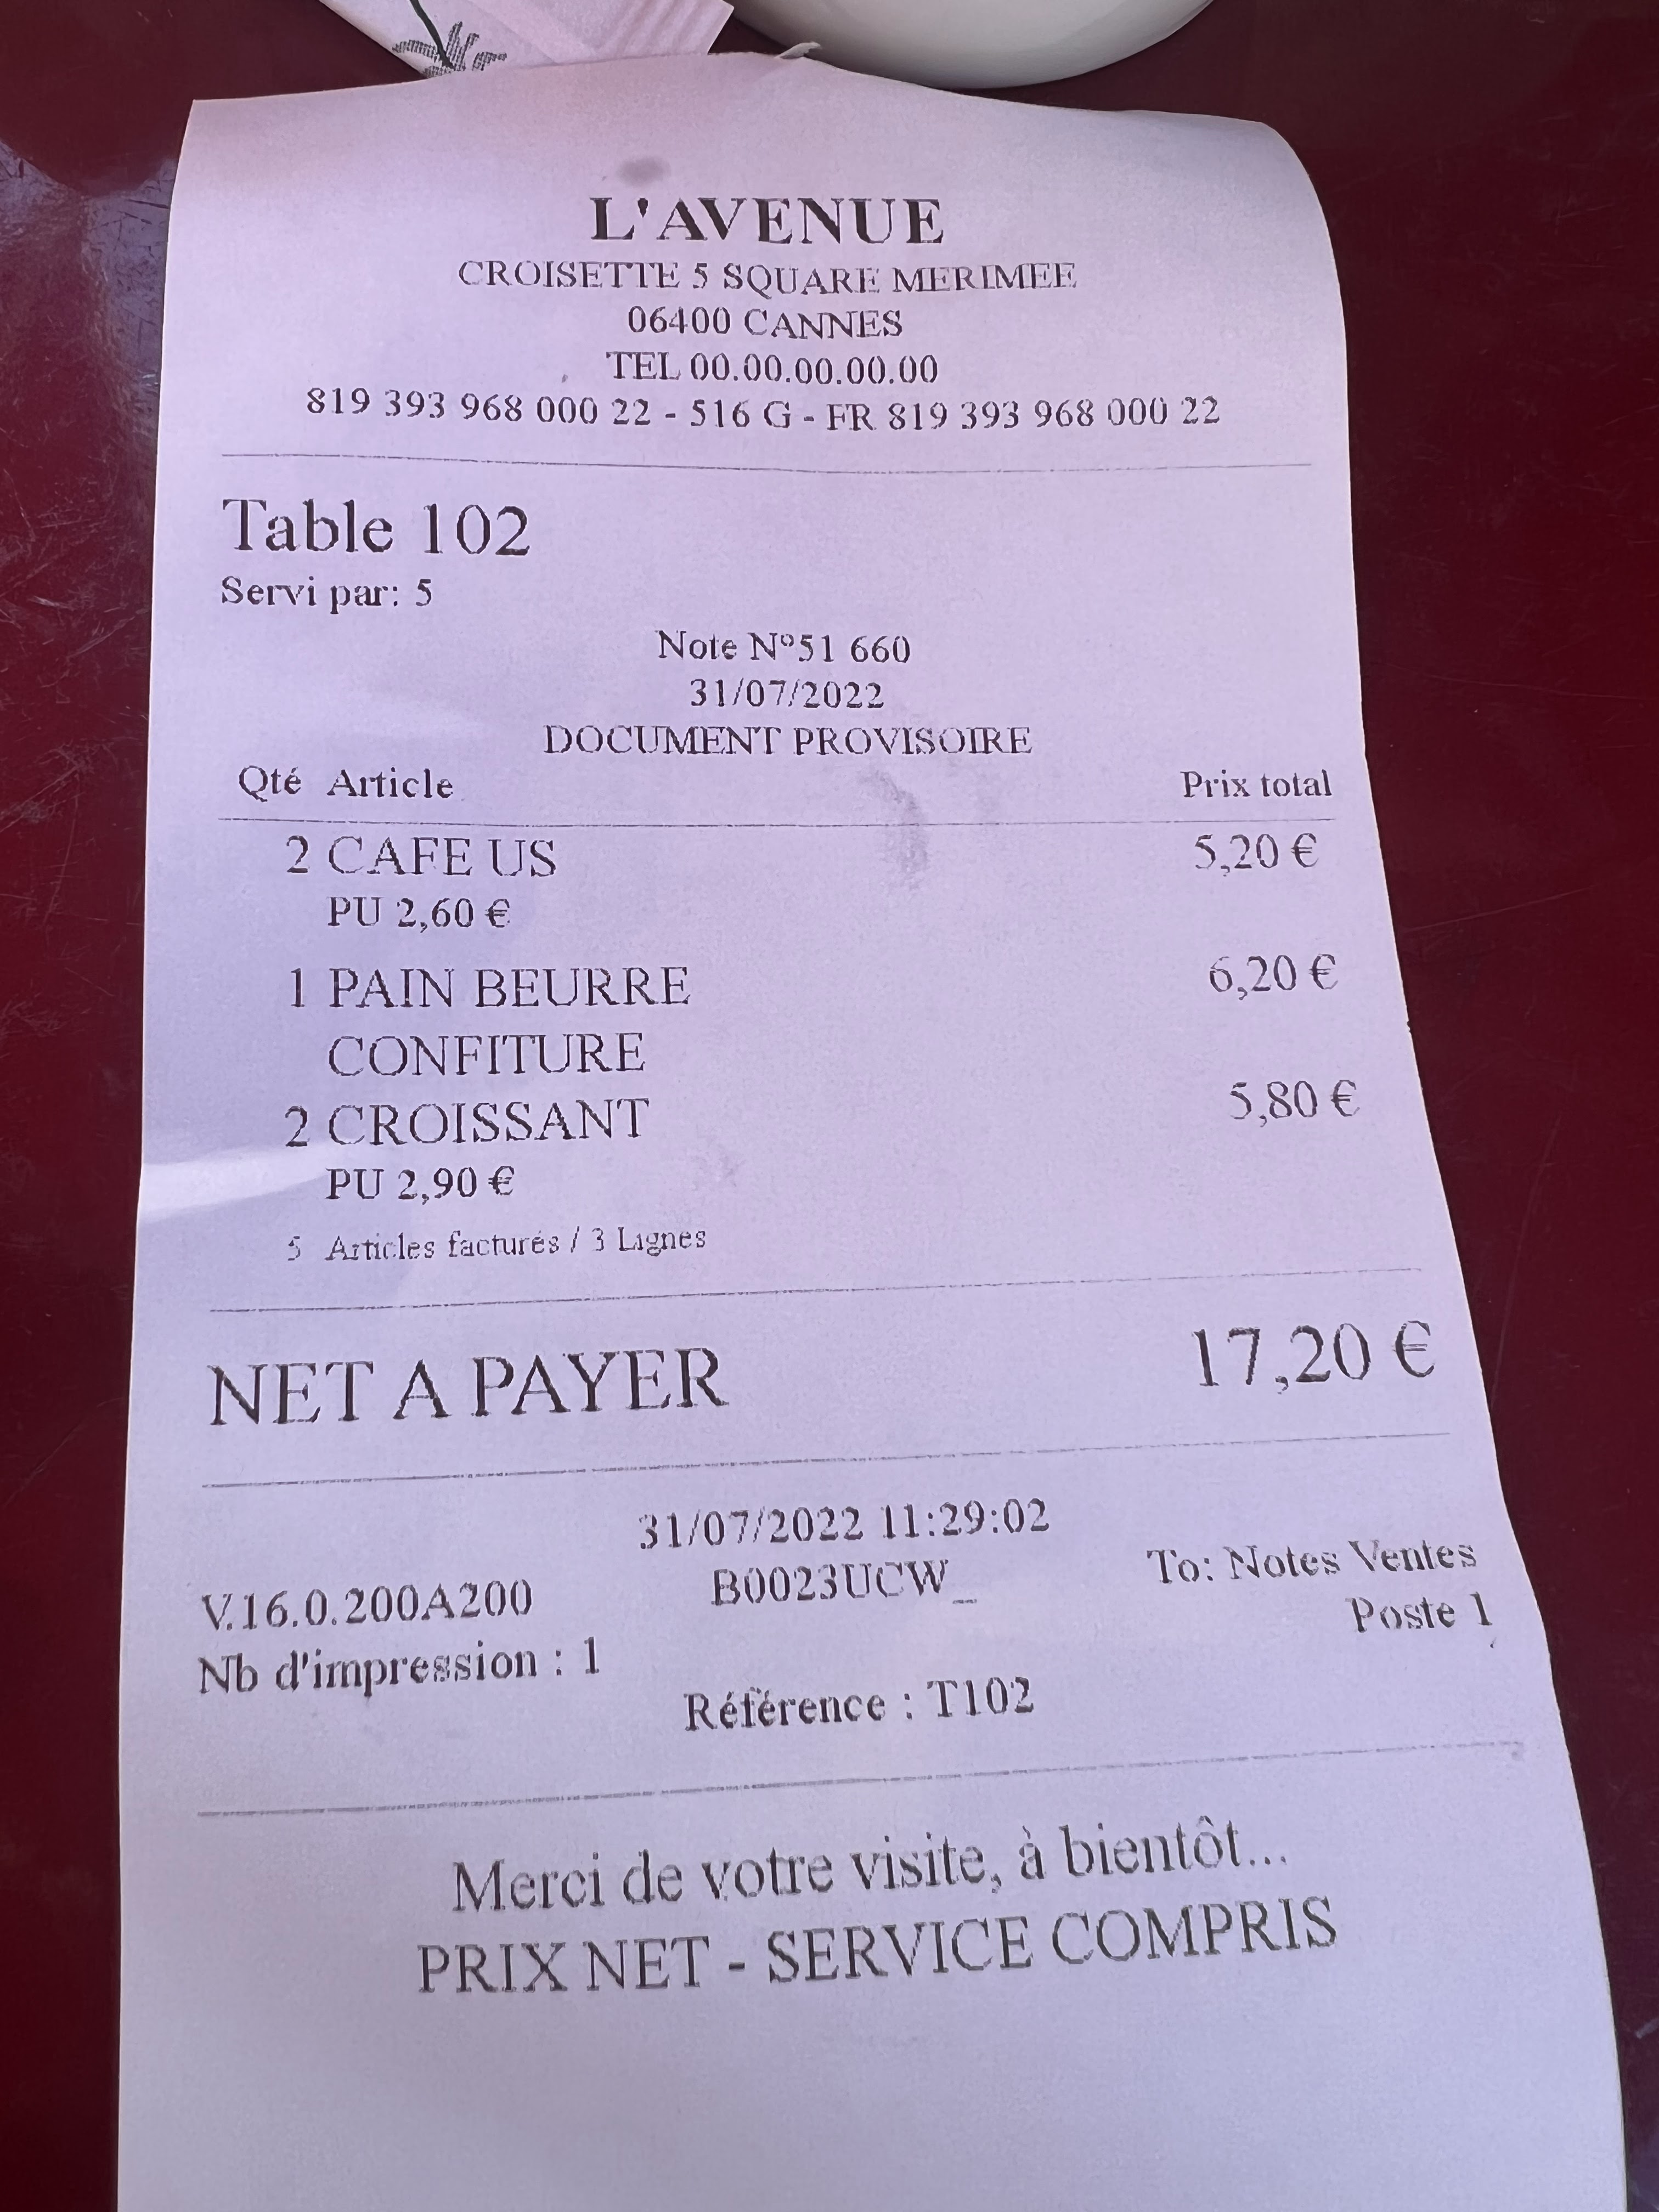 L'AVENUE
CROISETTE 5 SQUARE MERIMEE
06400 CANNES
TEL 00.00.00.00.00
819 393 968 000 22 - 516 G - FR 819 393 968 000 22
Table 102
Servi par: 5
Note N°51 660
31/07/2022
DOCUMENT PROVISOIRE
Qté Article Prix total
2 CAFE US 5,20 €
PU 2,60 €
1 PAIN BEURRE 6,20 €
CONFITURE
2 CROISSANT 5,80 €
PU 2,90 €
5 Articles facturés / 3 Lignes
NET A PAYER 17,20 €
31/07/2022 11:29:02
V.16.0.200A200 B0023UCW_ To: Notes Ventes
Nb d'impression : 1 Poste 1
Référence : T102
Merci de votre visite, à bientôt...
PRIX NET - SERVICE COMPRIS